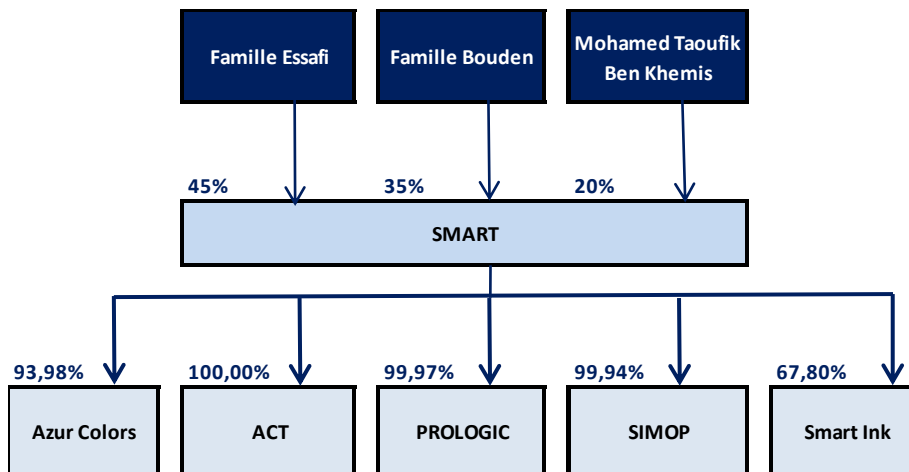 Famille Essafi
Famille Bouden
Mohamed Taoufik
Ben Khemis
45%
35%
20%
SMART
93,98%
100,00%
99,97%
99,94%
67,80%
Azur Colors
ACT
PROLOGIC
SIMOP
Smart Ink